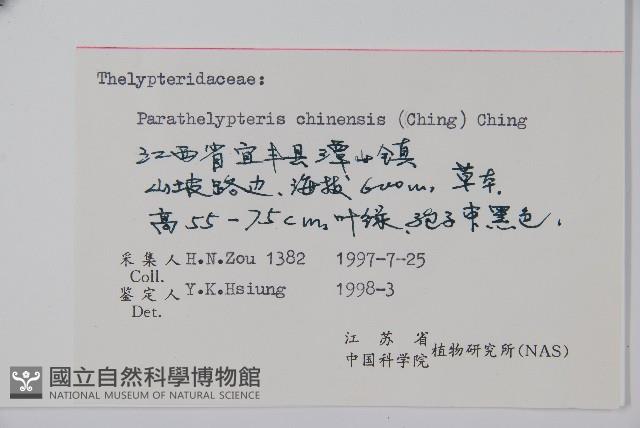 Thelypteridaceae:
Parathelypteris chinensis (Ching) Ching
江西省宜丰县潭山镇
山坡路边、海拔600m, 草本,
高55-75cm, 叶绿、孢子束黑色.
采集人 H.N.Zou 1382 1997-7-25
Coll.
鉴定人 Y.K.Hsiung 1998-3
Det.
江苏省
中国科学院 植物研究所(NAS)
國立自然科學博物館
NATIONAL MUSEUM OF NATURAL SCIENCE